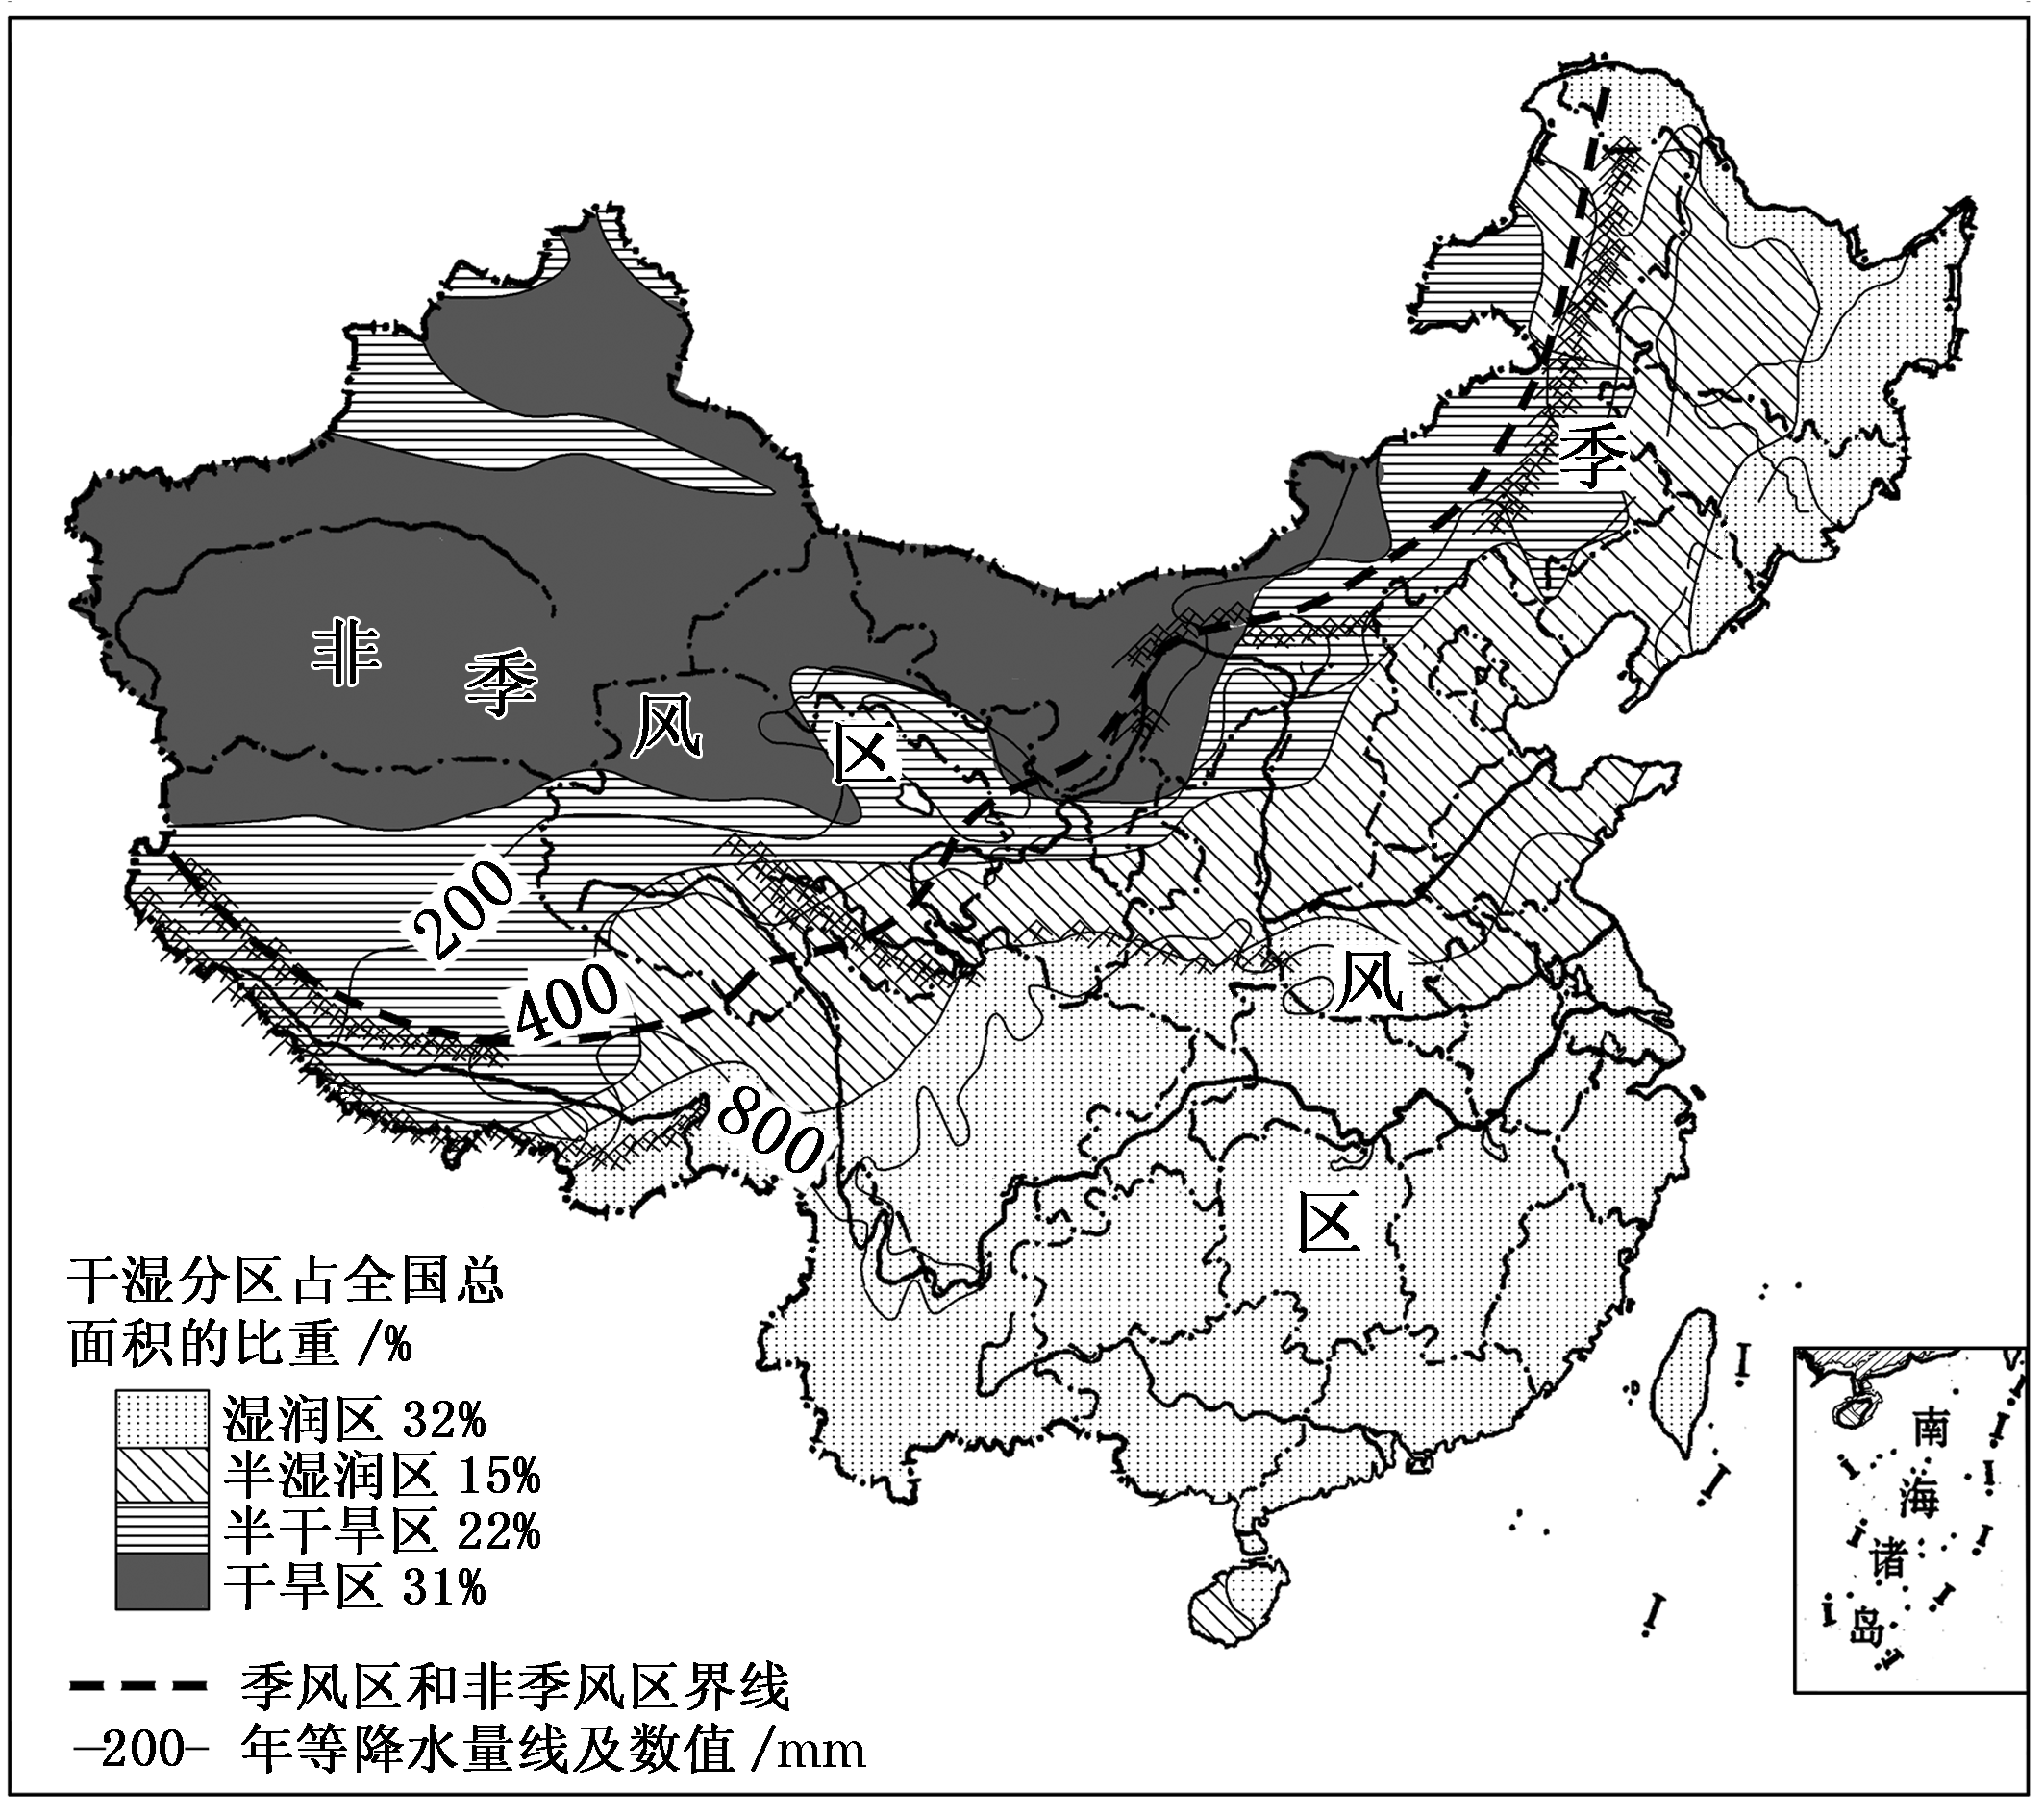 季
非
季
风
区
200
400
风
800
区
干湿分区占全国总
面积的比重/%
湿润区 32%
半湿润区 15%
半干旱区 22%
干旱区 31%
季风区和非季风区界线
-200- 年等降水量线及数值/mm
南
海
诸
岛